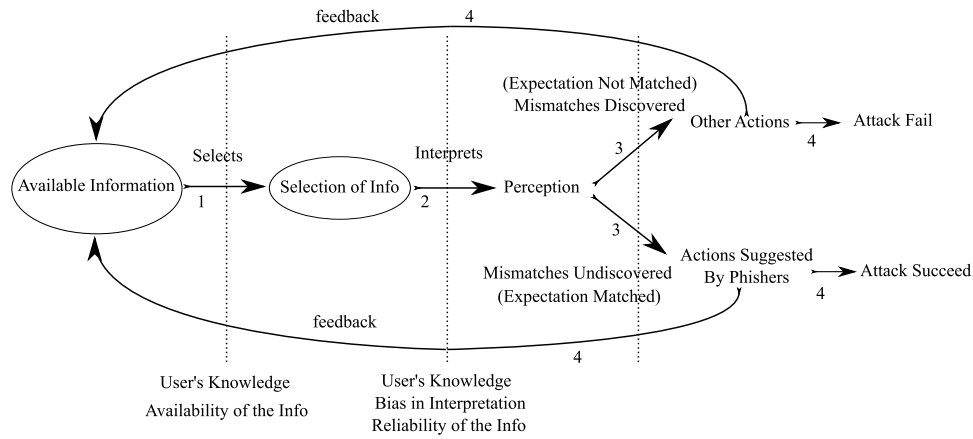 feedback
4
(Expectation Not Matched)
Mismatches Discovered
Other Actions
4
Attack Fail
Selects
Interprets
3
Available Information
1
Selection of Info
2
Perception
3
Actions Suggested
By Phishers
4
Attack Succeed
Mismatches Undiscovered
(Expectation Matched)
feedback
4
User's Knowledge
Availability of the Info
User's Knowledge
Bias in Interpretation
Reliability of the Info